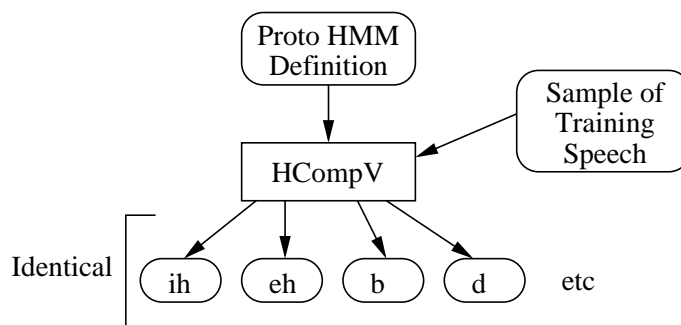 Proto HMM
Definition
Sample of
Training
Speech
HCompV
Identical
ih
eh
b
d
etc